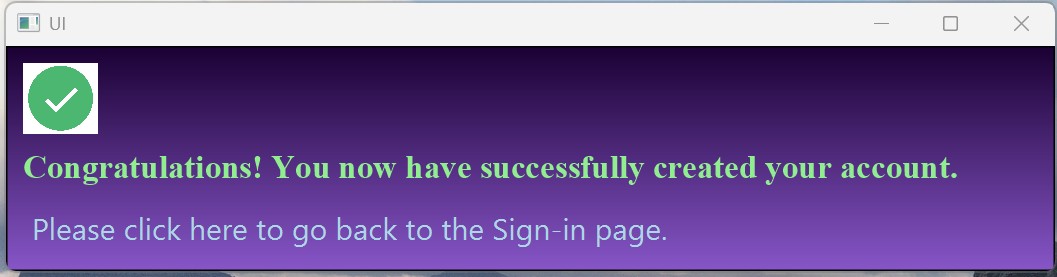 UI
Congratulations! You now have successfully created your account.
Please click here to go back to the Sign-in page.